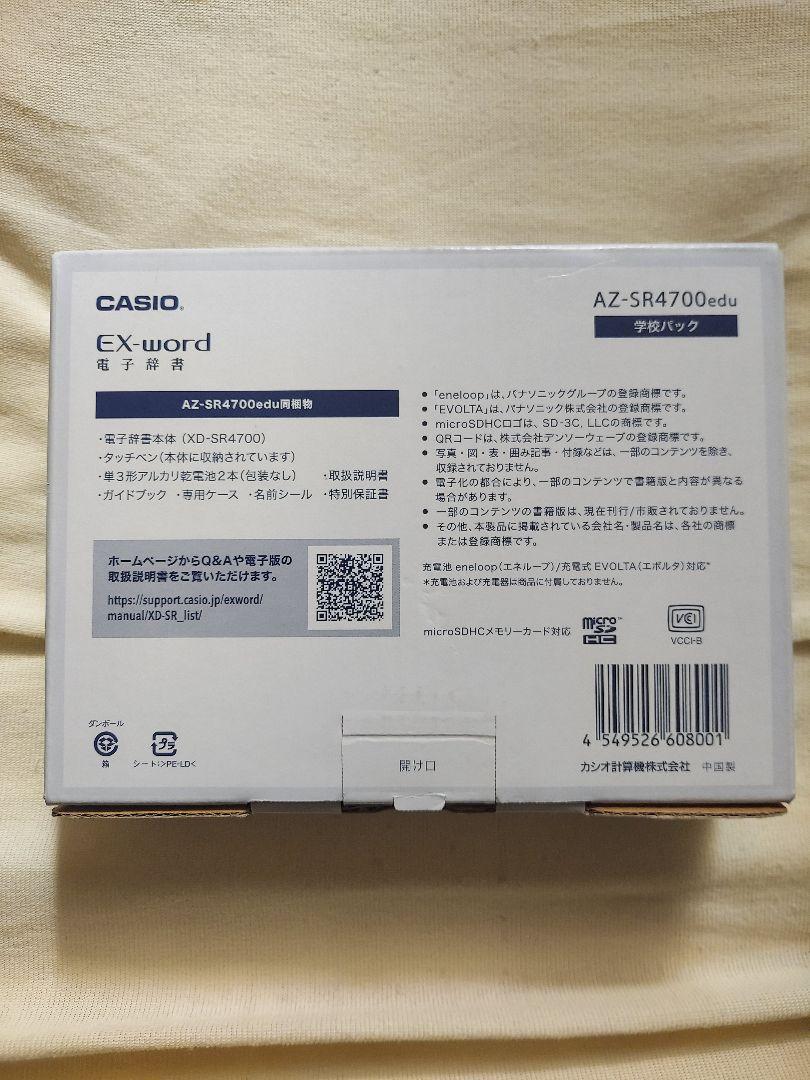 CASIO
EX-word
電子辞書
AZ-SR4700edu
学校パック
AZ-SR4700edu同梱物
・電子辞書本体(XD-SR4700)
・タッチペン(本体に収納されています)
・単3形アルカリ乾電池2本(包装なし) ・取扱説明書
・ガイドブック ・専用ケース ・名前シール ・特別保証書
ホームページからQ&Aや電子版の
取扱説明書をご覧いただけます。
https://support.casio.jp/exword/
manual/XD-SR_list/
● 「eneloop」は、パナソニックグループの登録商標です。
● 「EVOLTA」は、パナソニック株式会社の登録商標です。
● microSDHCロゴは、SD-3C, LLCの商標です。
● QRコードは、株式会社デンソーウェーブの登録商標です。
● 写真・図・表・囲み記事・付録などは、一部のコンテンツを除き、
収録されておりません。
● 電子化の都合により、一部のコンテンツで書籍版と内容が異なる
場合があります。
● 一部のコンテンツの書籍版は、現在刊行/市販されておりません。
● その他、本製品に掲載されている会社名・製品名は、各社の商標
または登録商標です。
充電池 eneloop(エネループ)/充電式 EVOLTA(エボルタ)対応*
*充電池および充電器は商品に付属しておりません。
microSDHCメモリーカード対応
micro SD HC
VCCI-B
4 549526 608001
カシオ計算機株式会社 中国製
ダンボール
箱
プラ
シート:>PE-LD<
開け口